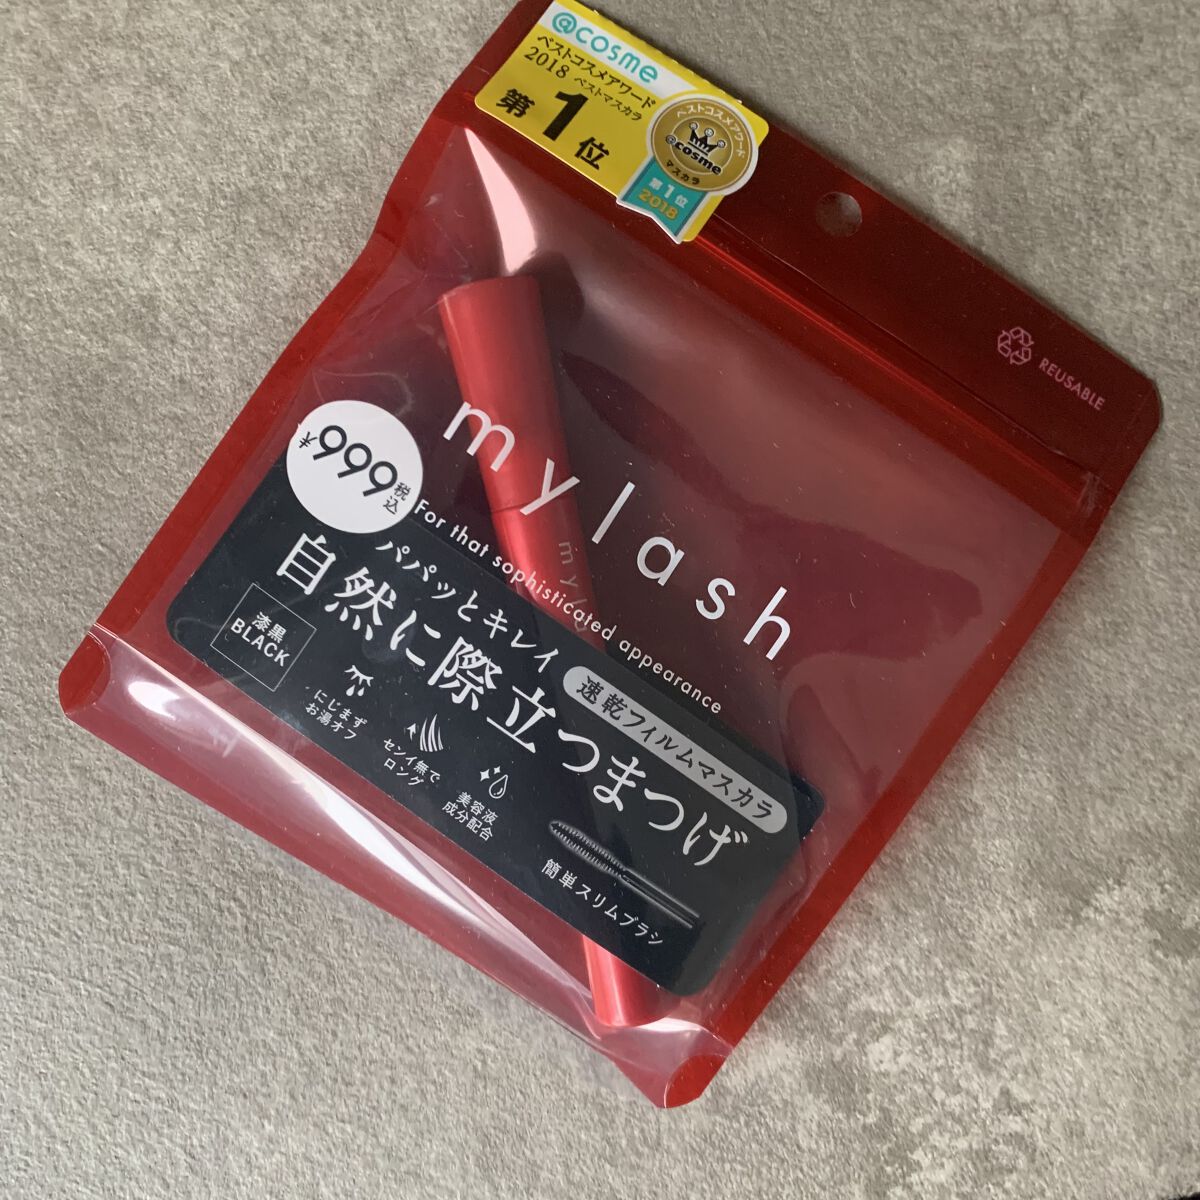 @cosme
ベストコスメアワード
2018 ベストマスカラ
第1位
ベストコスメアワード
@cosme
マスカラ
第1位
2018
REUSABLE
mylash
For that sophisticated appearance
¥999税込
パパッとキレイ
速乾フィルムマスカラ
自然に際立つまつげ
漆黒
BLACK
にじまず
お湯オフ
センイ無で
ロング
美容液
成分配合
簡単スリムブラシ